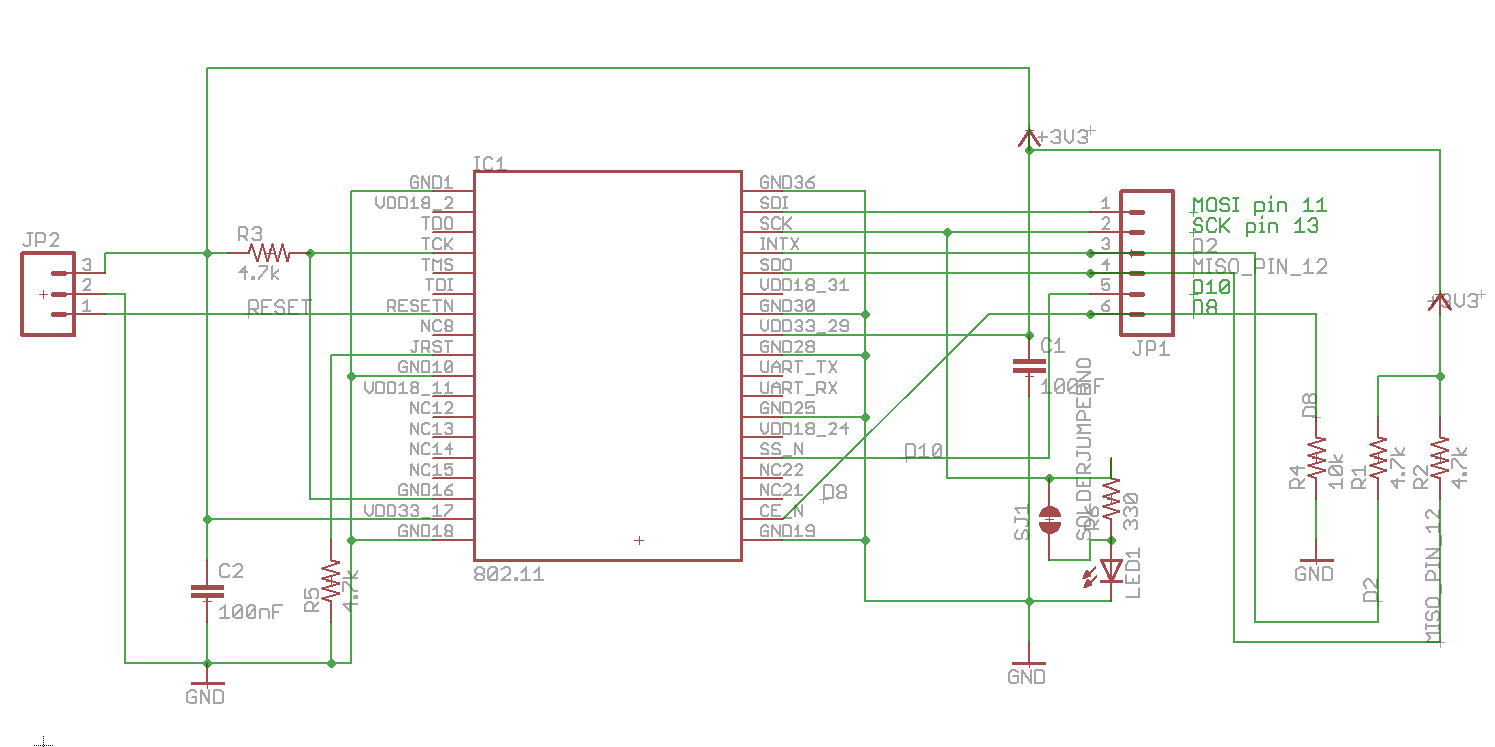 +3V3
IC1
GND1
VDD18_2
TDO
TCK
TMS
TDI
RESETN
NC8
JRST
GND10
VDD18_11
NC12
NC13
NC14
NC15
GND16
VDD33_17
GND18
802.11
GND36
SDI
SCK
INTX
SDO
VDD18_31
GND30
VDD33_29
GND28
UART_TX
UART_RX
GND25
VDD18_24
SS_N
NC22
NC21
CE_N
GND19
JP2
3
2
1
R3
4.7k
RESET
C2
100nF
R5
4.7k
GND
D10
D8
1
2
3
4
5
6
JP1
MOSI pin 11
SCK pin 13
D2
MISO_PIN_12
D10
D8
C1
100nF
SJ1
330
LED1
GND
+3V3
D8
R4
10k
R1
4.7k
R2
4.7k
GND
D2
MISO_PIN_12